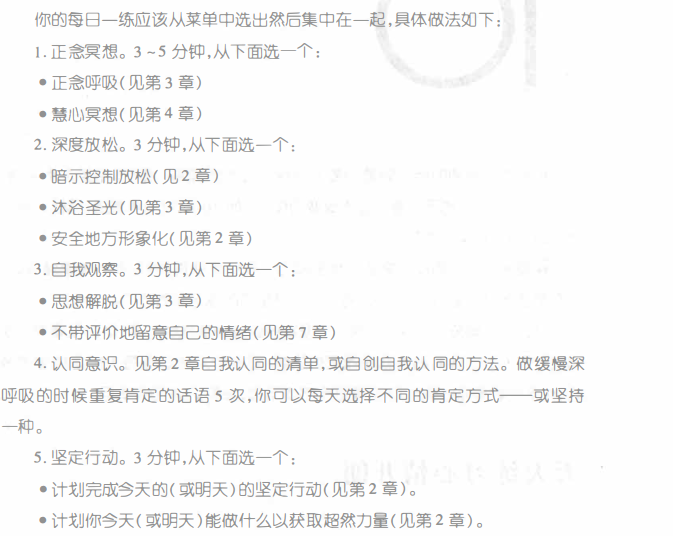 你的每日一练应该从菜单中选出然后集中在一起,具体做法如下:
1. 正念冥想。3～5 分钟,从下面选一个:
●正念呼吸(见第 3 章)
●慧心冥想(见第 4 章)
2. 深度放松。3 分钟,从下面选一个:
●暗示控制放松(见 2 章)
●沐浴圣光(见第 3 章)
●安全地方形象化(见第 2 章)
3. 自我观察。3 分钟,从下面选一个:
●思想解脱(见第 3 章)
●不带评价地留意自己的情绪(见第 7 章)
4. 认同意识。见第 2 章自我认同的清单,或自创自我认同的方法。做缓慢深
呼吸的时候重复肯定的话语 5 次,你可以每天选择不同的肯定方式——或坚持
一种。
5. 坚定行动。3 分钟,从下面选一个:
●计划完成今天的(或明天)的坚定行动(见第 2 章)。
●计划你今天(或明天)能做什么以获取超然力量(见第 2 章)。